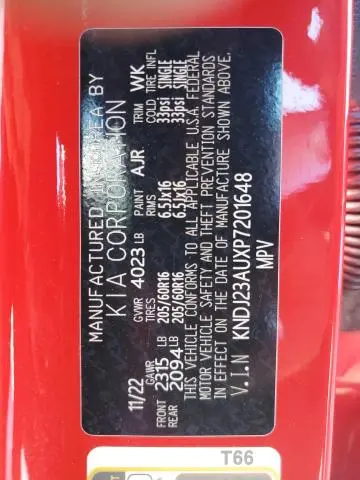 MANUFACTURED IN KOREA BY
KIA CORPORATION
11/22 GVWR 4023 LB PAINT AJR TRIM WK
GAWR TIRES RIMS COLD TIRE INFL
FRONT 2315 LB 205/60R16 6.5Jx16 33psi SINGLE
REAR 2094 LB 205/60R16 6.5Jx16 33psi SINGLE
THIS VEHICLE CONFORMS TO ALL APPLICABLE U.S.A. FEDERAL
MOTOR VEHICLE SAFETY AND THEFT PREVENTION STANDARDS
IN EFFECT ON THE DATE OF MANUFACTURE SHOWN ABOVE.
V.I.N KNDJ23AUXP7201648
MPV
T66